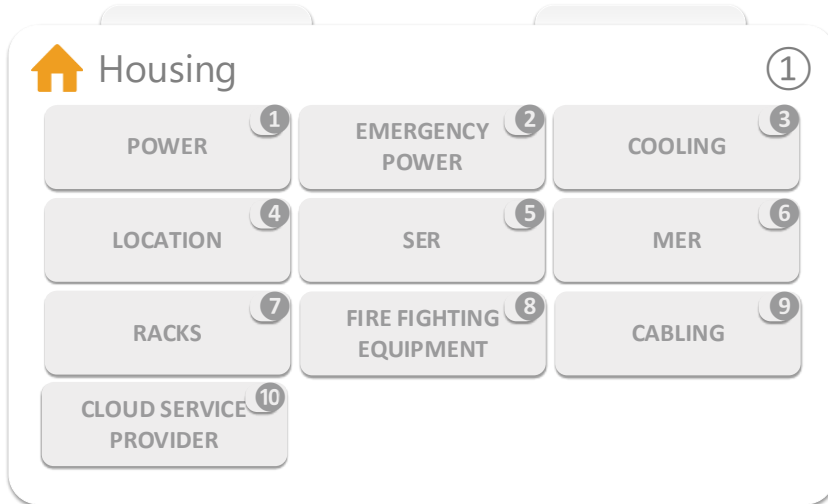 Housing
1
POWER
1
EMERGENCY
POWER
2
COOLING
3
LOCATION
4
SER
5
MER
6
RACKS
7
FIRE FIGHTING
EQUIPMENT
8
CABLING
9
CLOUD SERVICE
PROVIDER
10